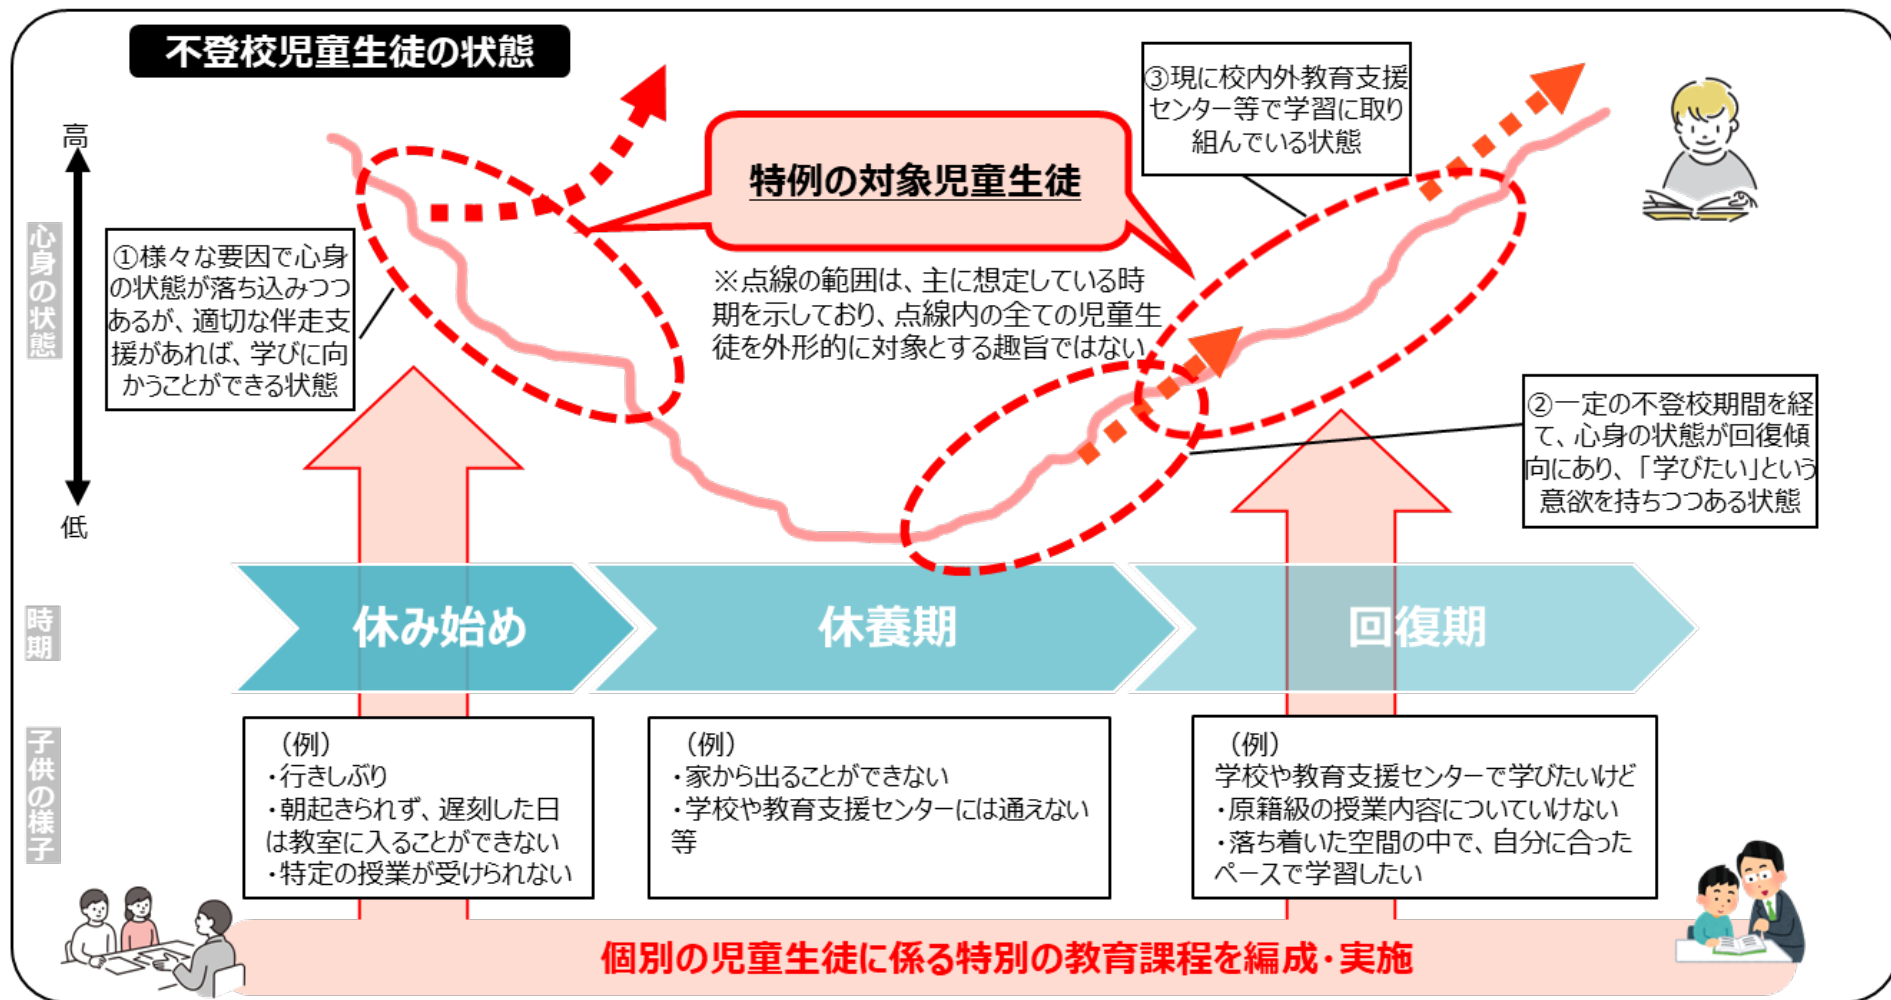 不登校児童生徒の状態
高
心身の状態
低
①様々な要因で心身
の状態が落ち込みつつ
あるが、適切な伴走支
援があれば、学びに向
かうことができる状態
特例の対象児童生徒
※点線の範囲は、主に想定している時
期を示しており、点線内の全ての児童生
徒を外形的に対象とする趣旨ではない
③現に校内外教育支援
センター等で学習に取り
組んでいる状態
②一定の不登校期間を経
て、心身の状態が回復傾
向にあり、「学びたい」という
意欲を持ちつつある状態
時期
休み始め
休養期
回復期
子供の様子
（例）
・行きしぶり
・朝起きられず、遅刻した日
は教室に入ることができない
・特定の授業が受けられない
（例）
・家から出ることができない
・学校や教育支援センターには通えない
等
（例）
学校や教育支援センターで学びたいけど
・原籍級の授業内容についていけない
・落ち着いた空間の中で、自分に合った
ペースで学習したい
個別の児童生徒に係る特別の教育課程を編成・実施